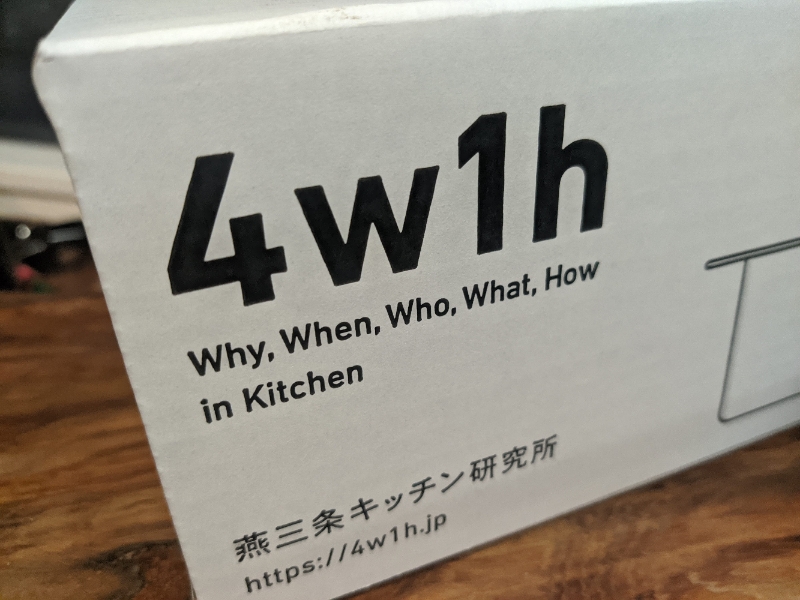 4w1h
Why, When, Who, What, How
in Kitchen
燕三条キッチン研究所
https://4w1h.jp